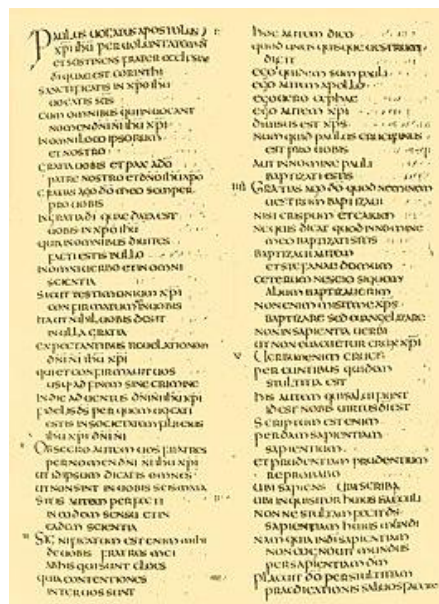 PAULUS UOCATUS APOSTOLUS
XPI IHU PER UOLUNTATEM DI
ET SOSTENES FRATER ECCLESIAE
DI QUAE EST CORINTHI
SANCTIFICATIS IN XPO IHU
UOCATIS SCIS
CUM OMNIBUS QUI INUOCANT
NOMEN DNI NI IHU XPI
IN OMNI LOCO IPSORUM
ET NOSTRO
GRATIA UOBIS ET PAX A DO
PATRE NOSTRO ET DNO IHU XPO
GRATIAS AGO DO MEO SEMPER
PRO UOBIS
IN GRATIA DI QUAE DATA EST
UOBIS IN XPO IHU
QUIA IN OMNIBUS DIUITES
FACTI ESTIS IN ILLO
IN OMNI UERBO ET IN OMNI
SCIENTIA
SICUT TESTIMONIUM XPI
CONFIRMATUM IN UOBIS
ITA UT NIHIL UOBIS DESIT
IN ULLA GRATIA
EXPECTANTIBUS REUELATIONEM
DNI NI IHU XPI
QUI ET CONFIRMAUIT UOS
USQ AD FINEM SINE CRIMINE
IN DIE ADUENTUS DNI NI IHU XPI
FIDELIS DS PER QUEM UOCATI
ESTIS IN SOCIETATEM FILII EIUS
IHU XPI DNI NI
OBSECRO AUTEM UOS FRATRES
PER NOMEN DNI NI IHU XPI
UT ID IPSUM DICATIS OMNES
UT NON SINT IN UOBIS SCISMATA
SITIS AUTEM PERFECTI
IN EODEM SENSU ET IN
EADEM SCIENTIA
SIGNIFICATUM EST ENIM MIHI
DE UOBIS FRATRES MEI
AB HIS QUI SUNT CLOES
QUIA CONTENTIONES
INTER UOS SUNT
HOC AUTEM DICO
QUOD UNUSQUISQUE UESTRUM
DICIT
EGO QUIDEM SUM PAULI
EGO AUTEM APOLLO
EGO UERO CEPHAE
EGO AUTEM XPI
DIUISUS EST XPS
NUMQUID PAULUS CRUCIFIXUS
EST PRO UOBIS
AUT IN NOMINE PAULI
BAPTIZATI ESTIS
IIII GRATIAS AGO DO QUOD NEMINEM
UESTRUM BAPTIZAUI
NISI CRISPUM ET GAIUM
NE QUIS DICAT QUOD IN NOMINE
MEO BAPTIZATI SITIS
BAPTIZAUI AUTEM
ET STEPHANAE DOMUM
CETERUM NESCIO SI QUEM
ALIUM BAPTIZAUERIM
NON ENIM MISIT ME XPS
BAPTIZARE SED EUANGELIZARE
NON IN SAPIENTIA UERBI
UT NON EUACUETUR CRUX XPI
V UERBUM ENIM CRUCIS
PEREUNTIBUS QUIDEM
STULTITIA EST
HIS AUTEM QUI SALUI FIUNT
ID EST NOBIS UIRTUS DI EST
SCRIPTUM EST ENIM
PERDAM SAPIENTIAM
SAPIENTIUM
ET PRUDENTIAM PRUDENTIUM
REPROBABO
UBI SAPIENS UBI SCRIBA
UBI INQUISITOR HUIUS SAECULI
NONNE STULTAM FECIT DS
SAPIENTIAM HUIUS MUNDI
NAM QUIA IN DI SAPIENTIAM
NON COGNOUIT MUNDUS
PER SAPIENTIAM DM
PLACUIT DO PER STULTITIAM
PRAEDICATIONIS SALUOS FACERE